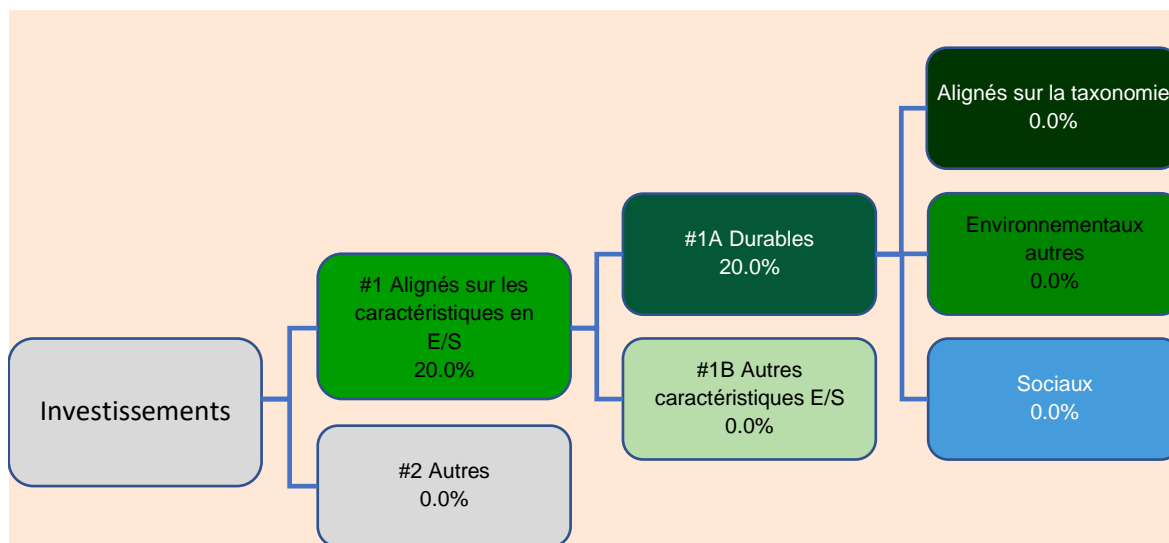 Investissements
#1 Alignés sur les
caractéristiques en
E/S
20.0%
#2 Autres
0.0%
#1A Durables
20.0%
#1B Autres
caractéristiques E/S
0.0%
Alignés sur la taxonomie
0.0%
Environnementaux
autres
0.0%
Sociaux
0.0%